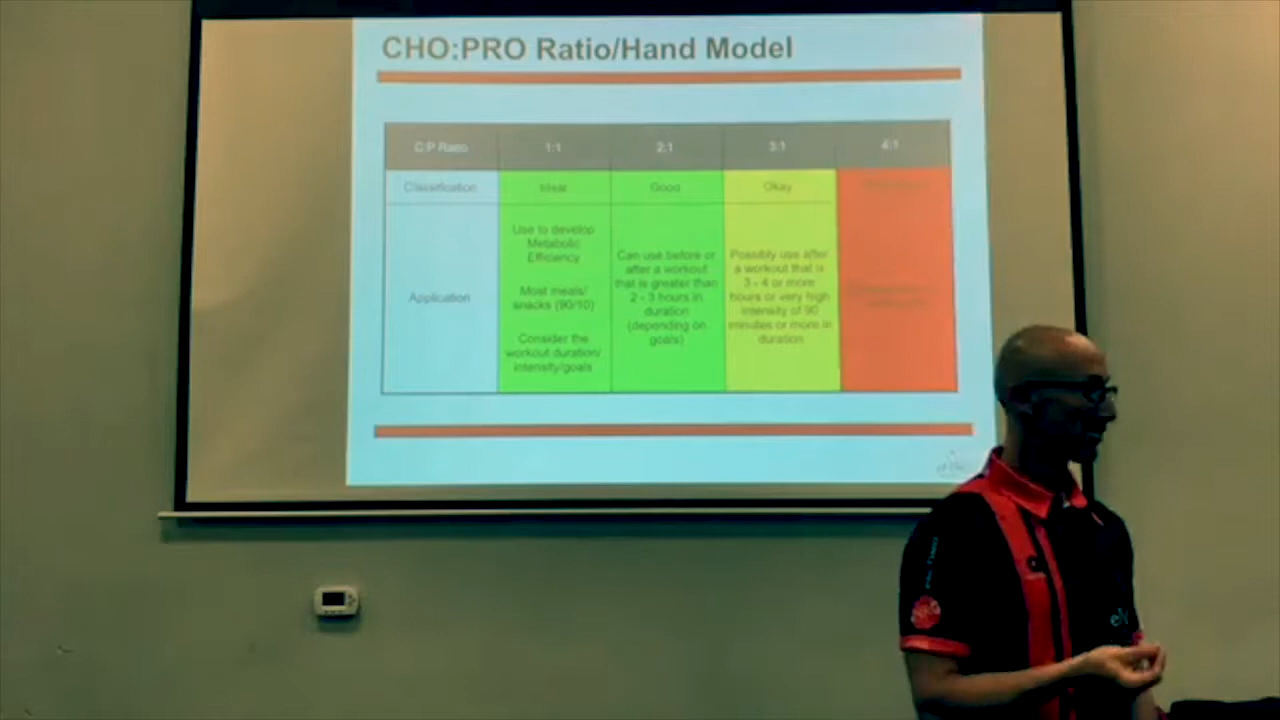 CHO:PRO Ratio/Hand Model
C:P Ratio
1:1
2:1
3:1
4:1
Classification
Ideal
Good
Okay
Application
Use to develop
Metabolic
Efficiency
Most meals/
snacks (90/10)
Consider the
workout duration/
intensity/goals
Can use before or
after a workout
that is greater than
2 - 3 hours in
duration
(depending on
goals)
Possibly use after
a workout that is
3 - 4 or more
hours or very high
intensity of 90
minutes or more in
duration